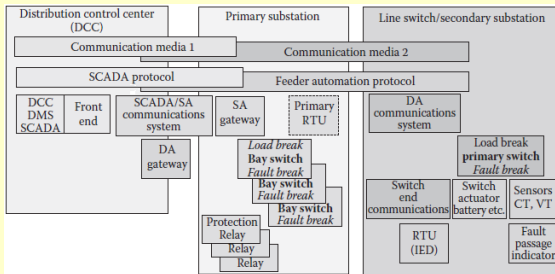 Distribution control center
(DCC)
Primary substation
Line switch/secondary substation
Communication media 1
Communication media 2
SCADA protocol
Feeder automation protocol
DCC
DMS
SCADA
Front
end
SCADA/SA
communications
system
SA
gateway
Primary
RTU
DA
communications
system
DA
gateway
Load break
Bay switch
Fault break
Bay switch
Fault break
Bay switch
Fault break
Load break
primary switch
Fault break
Protection
Relay
Relay
Relay
Switch
end
communications
Switch
actuator
battery etc.
Sensors
CT, VT
RTU
(IED)
Fault
passage
indicator